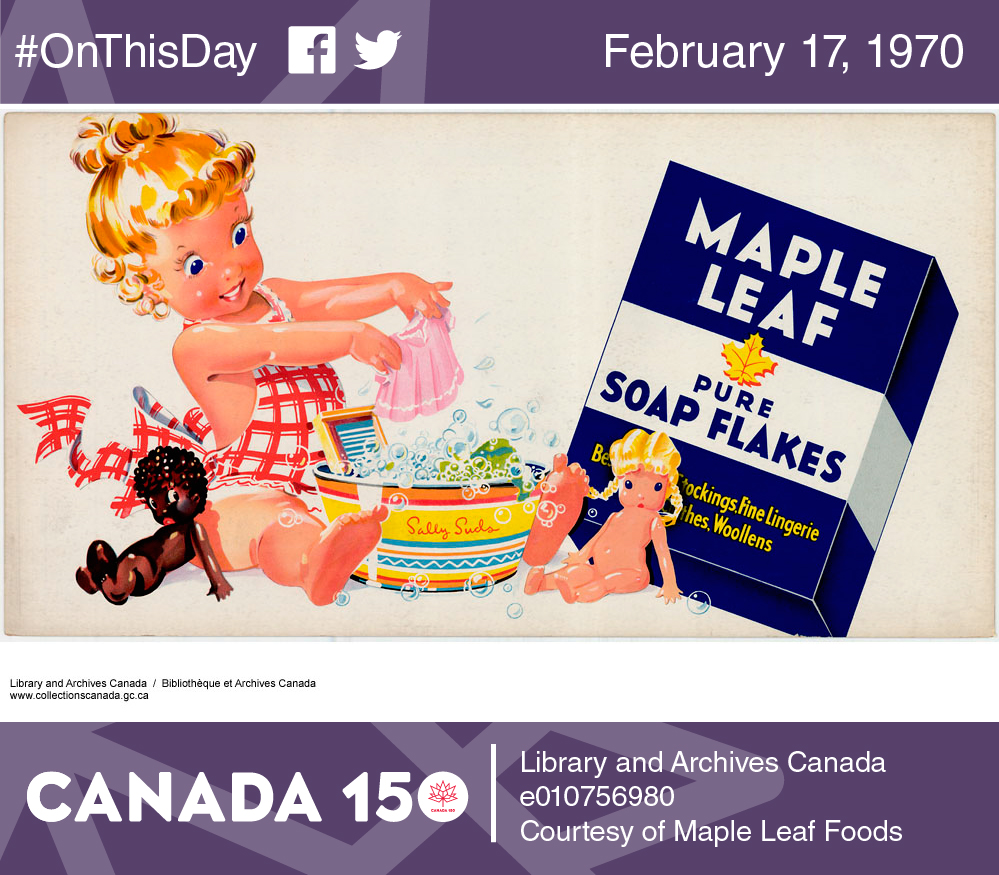 #OnThisDay
February 17, 1970
MAPLE
LEAF
PURE
SOAP FLAKES
Stockings, Fine Lingerie
Woollens
Sally Suds
Library and Archives Canada / Bibliothèque et Archives Canada
www.collectionscanada.gc.ca
CANADA 150
CANADA 150
Library and Archives Canada
e010756980
Courtesy of Maple Leaf Foods